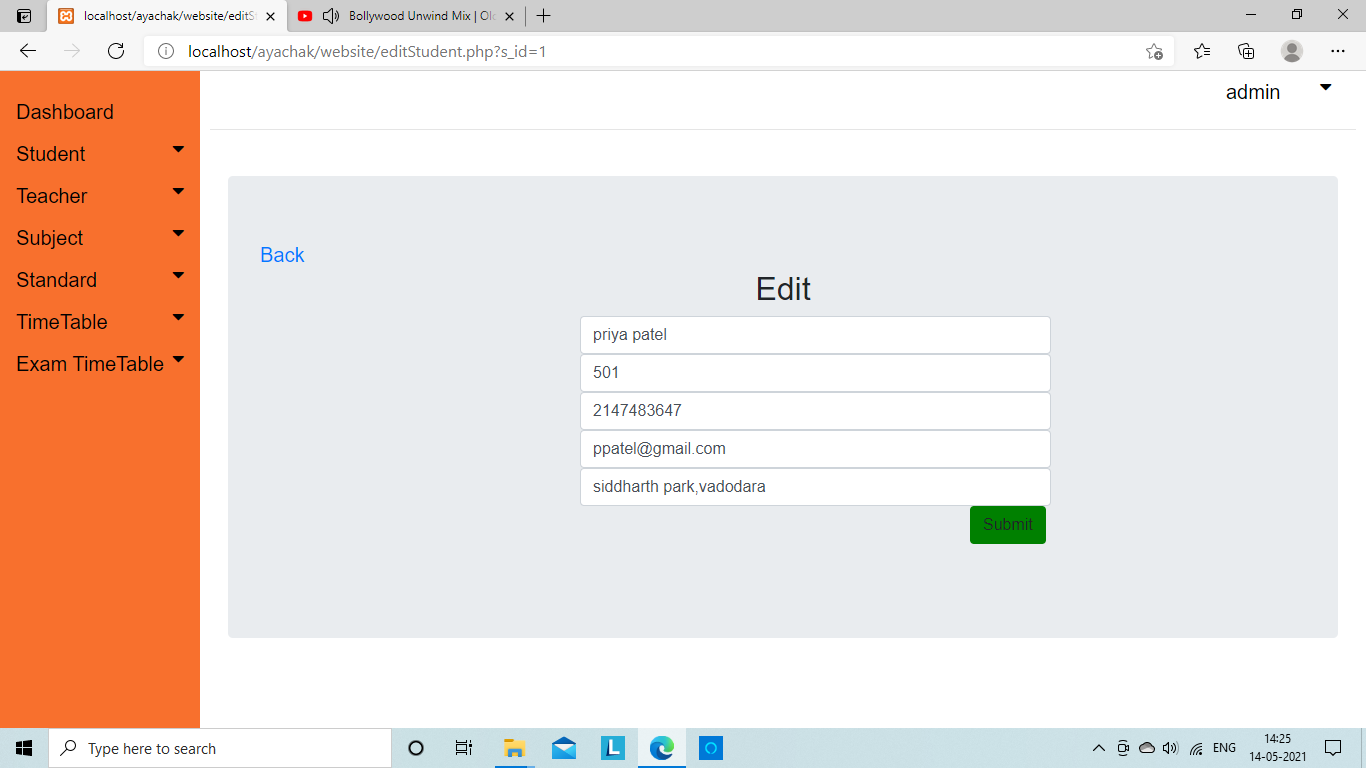 localhost/ayachak/website/editS
Bollywood Unwind Mix | Ol
localhost/ayachak/website/editStudent.php?s_id=1
admin
Dashboard
Student
Teacher
Subject
Standard
TimeTable
Exam TimeTable
Back
Edit
priya patel
501
2147483647
ppatel@gmail.com
siddharth park,vadodara
Submit
Type here to search
L
ENG
14:25
14-05-2021